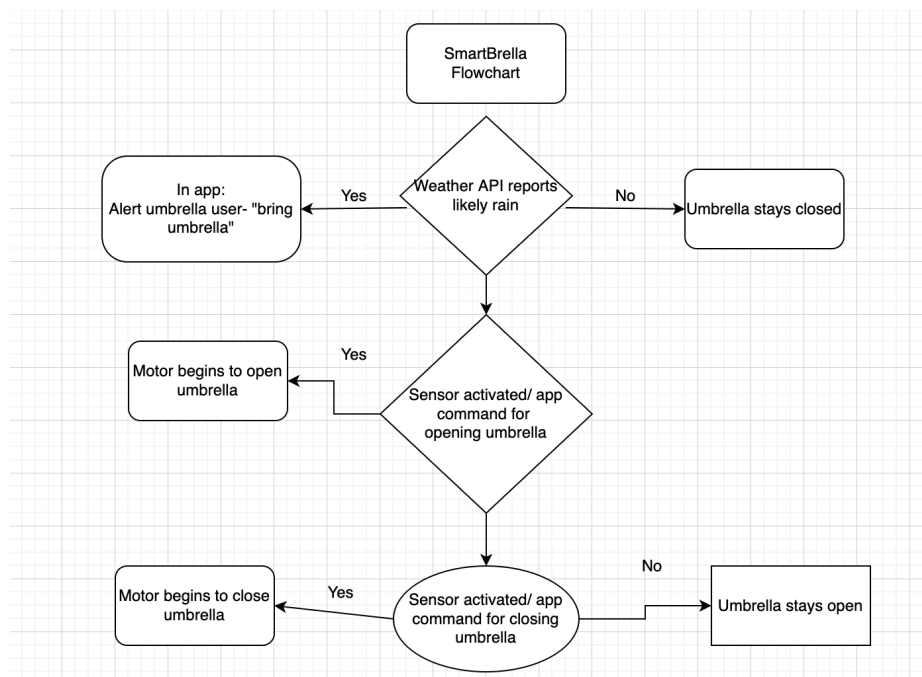 SmartBrella
Flowchart
Weather API reports
likely rain
Yes
No
In app:
Alert umbrella user- "bring
umbrella"
Umbrella stays closed
Yes
Motor begins to open
umbrella
Sensor activated/ app
command for
opening umbrella
No
Yes
Motor begins to close
umbrella
Sensor activated/ app
command for closing
umbrella
Umbrella stays open